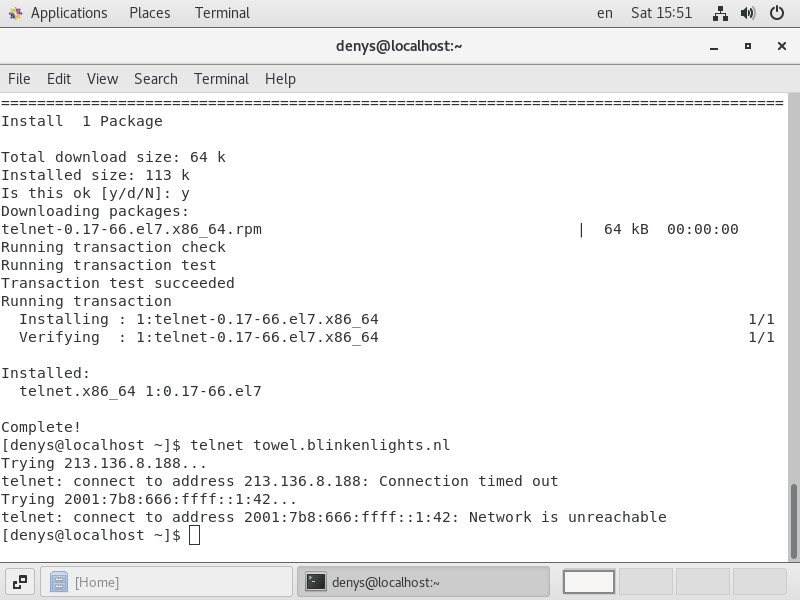 Applications Places Terminal en Sat 15:51
denys@localhost:~
File Edit View Search Terminal Help
=======================================================================================
Install  1 Package
Total download size: 64 k
Installed size: 113 k
Is this ok [y/d/N]: y
Downloading packages:
telnet-0.17-66.el7.x86_64.rpm                                   |  64 kB  00:00:00
Running transaction check
Running transaction test
Transaction test succeeded
Running transaction
  Installing : 1:telnet-0.17-66.el7.x86_64                                         1/1
  Verifying  : 1:telnet-0.17-66.el7.x86_64                                         1/1
Installed:
  telnet.x86_64 1:0.17-66.el7
Complete!
[denys@localhost ~]$ telnet towel.blinkenlights.nl
Trying 213.136.8.188...
telnet: connect to address 213.136.8.188: Connection timed out
Trying 2001:7b8:666:ffff::1:42...
telnet: connect to address 2001:7b8:666:ffff::1:42: Network is unreachable
[denys@localhost ~]$
[Home] denys@localhost:~